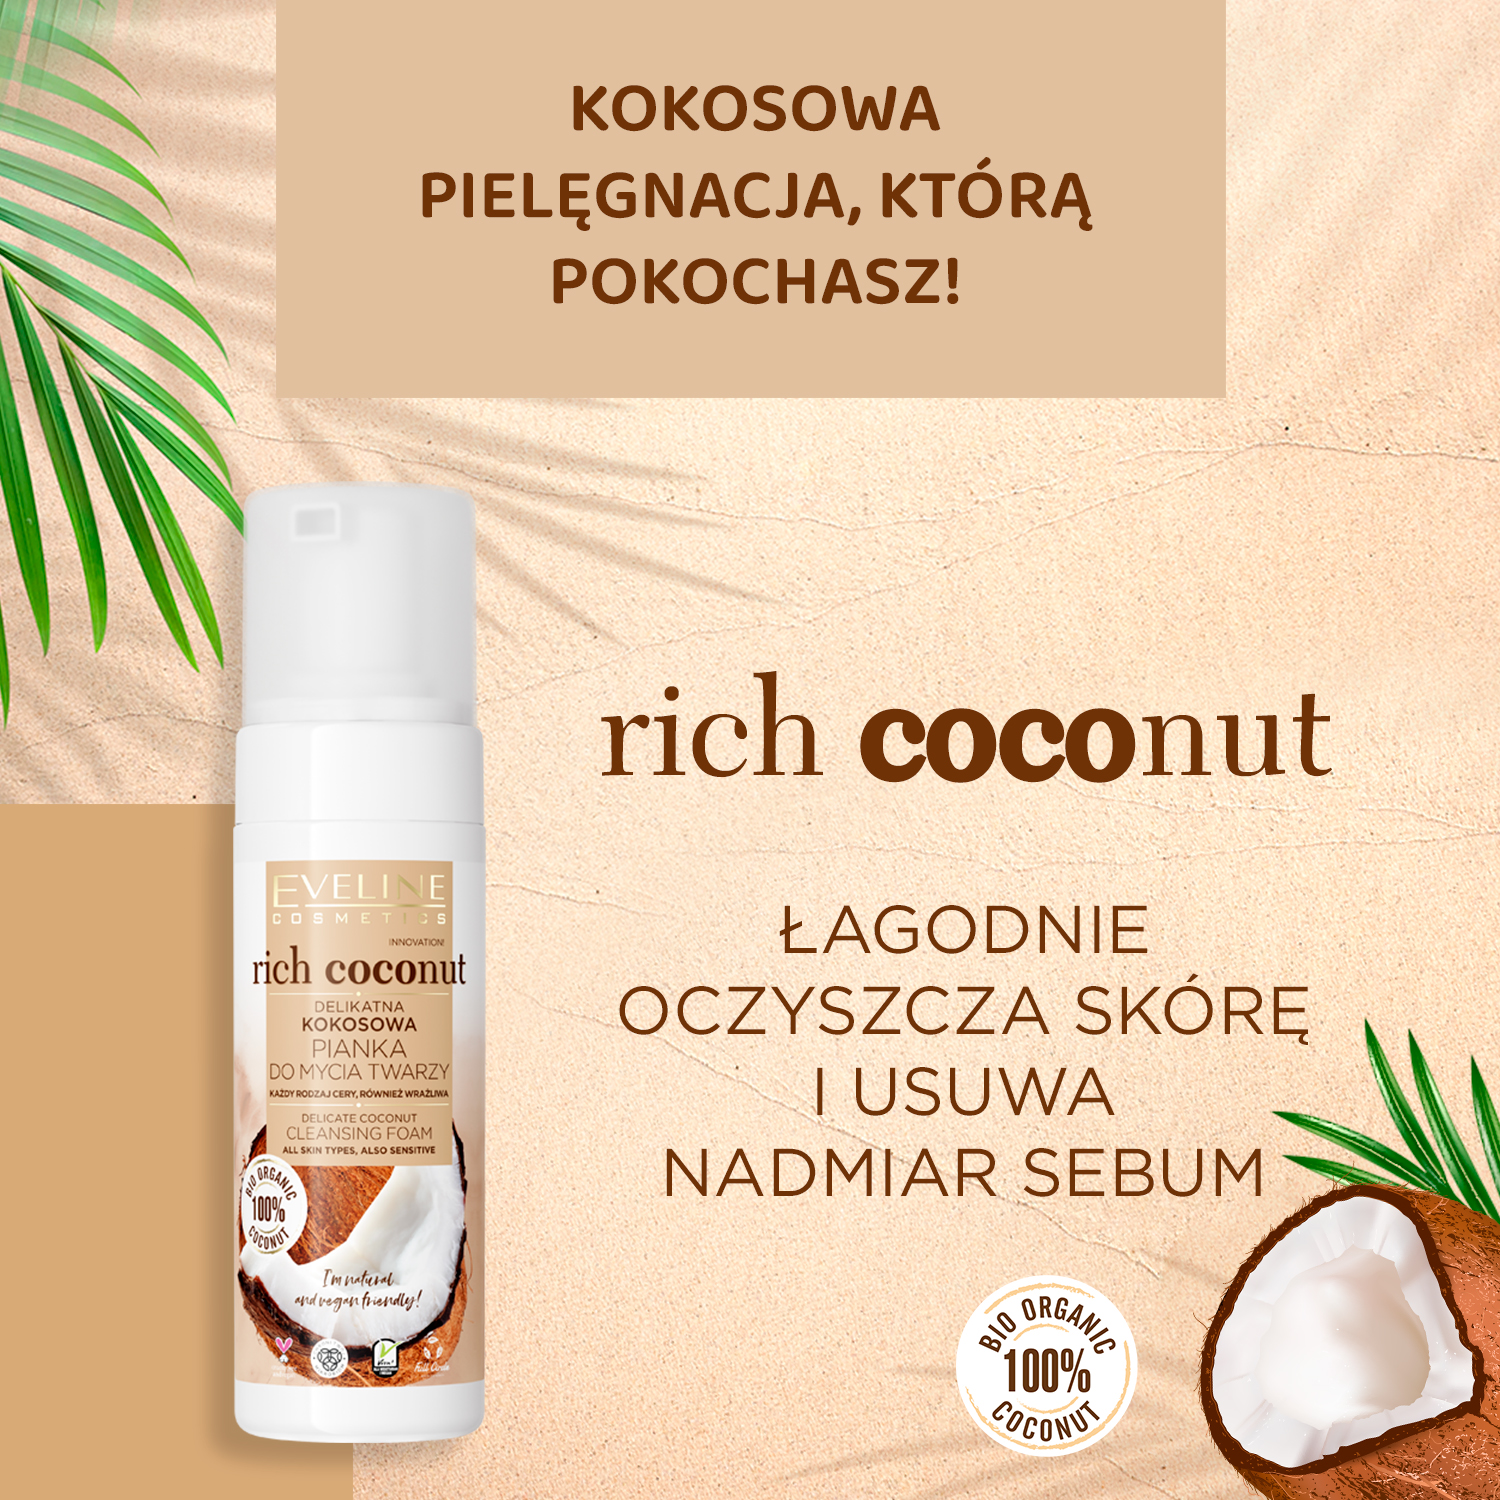 KOKOSOWA
PIELĘGNACJA, KTÓRĄ
POKOCHASZ!
rich coconut
ŁAGODNIE
OCZYSZCZA SKÓRĘ
I USUWA
NADMIAR SEBUM
EVELINE
COSMETICS
INNOVATION!
rich coconut
DELIKATNA
KOKOSOWA
PIANKA
DO MYCIA TWARZY
KAŻDY RODZAJ CERY, RÓWNIEŻ WRAŻLIWA
DELICATE COCONUT
CLEANSING FOAM
ALL SKIN TYPES, ALSO SENSITIVE
BIO ORGANIC
100%
COCONUT
I'm natural
and vegan friendly!
BIO ORGANIC
100%
COCONUT